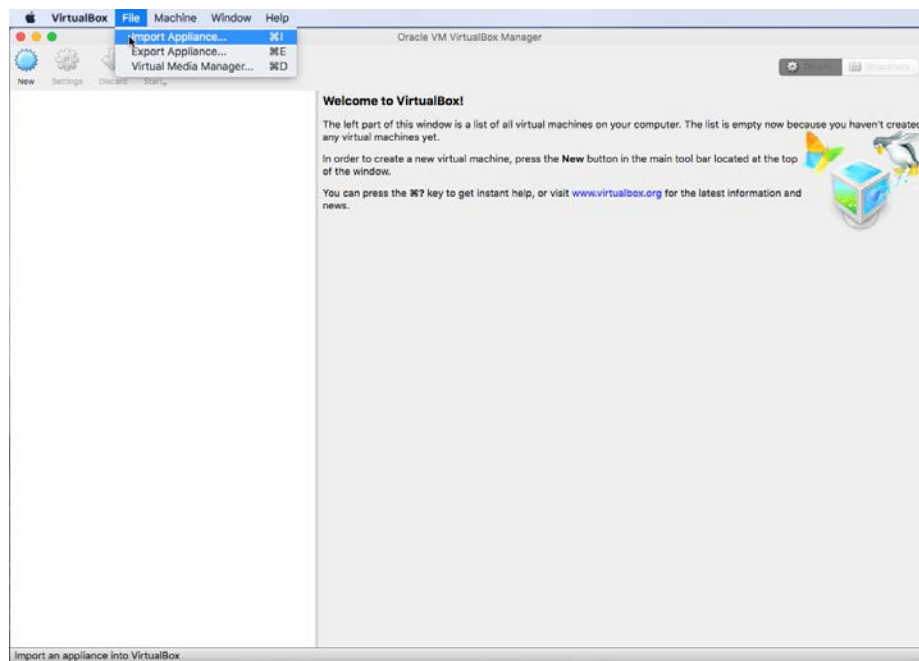 VirtualBox File Machine Window Help
Oracle VM VirtualBox Manager
Import Appliance... ⌘I
Export Appliance... ⌘E
Virtual Media Manager... ⌘D
New Settings Discard Start
Details Snapshots
Welcome to VirtualBox!
The left part of this window is a list of all virtual machines on your computer. The list is empty now because you haven't created
any virtual machines yet.
In order to create a new virtual machine, press the New button in the main tool bar located at the top
of the window.
You can press the ⌘? key to get instant help, or visit www.virtualbox.org for the latest information and
news.
Import an appliance into VirtualBox